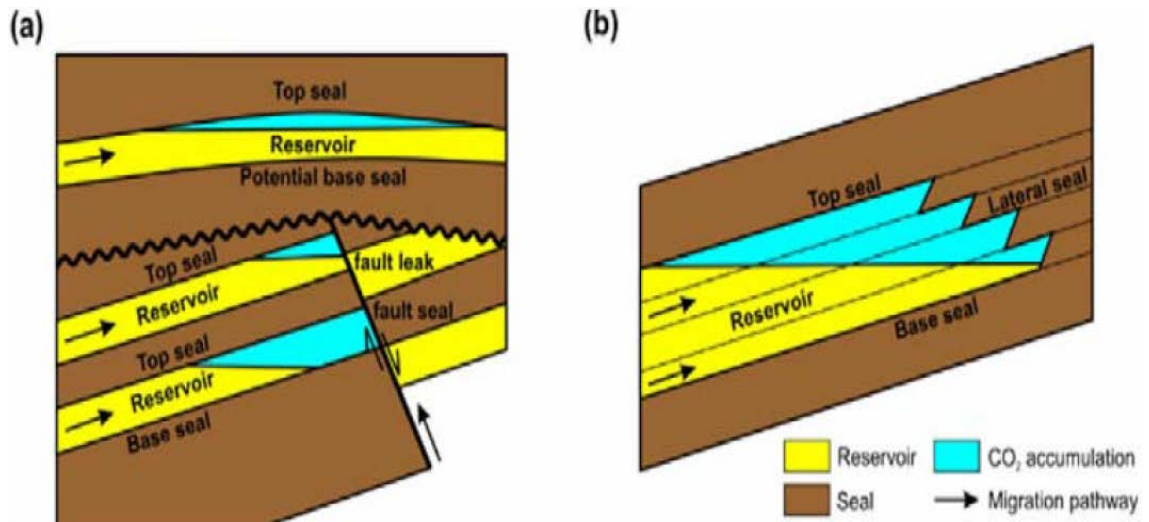 (a)
Top seal
Reservoir
Potential base seal
Top seal
fault leak
Reservoir
fault seal
Top seal
Reservoir
Base seal
(b)
Top seal
Lateral seal
Reservoir
Base seal
Reservoir
CO₂ accumulation
Seal
Migration pathway